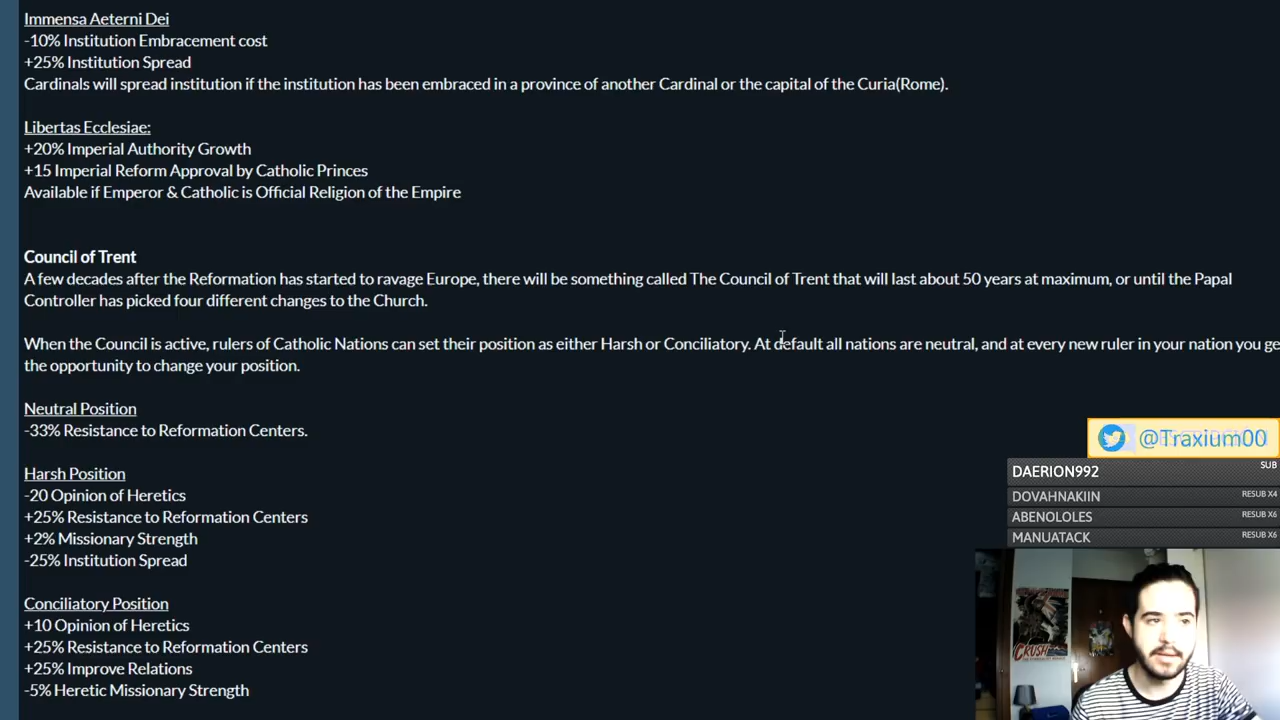 Immensa Aeterni Dei
-10% Institution Embracement cost
+25% Institution Spread
Cardinals will spread institution if the institution has been embraced in a province of another Cardinal or the capital of the Curia(Rome).
Libertas Ecclesiae:
+20% Imperial Authority Growth
+15 Imperial Reform Approval by Catholic Princes
Available if Emperor & Catholic is Official Religion of the Empire
Council of Trent
A few decades after the Reformation has started to ravage Europe, there will be something called The Council of Trent that will last about 50 years at maximum, or until the Papal
Controller has picked four different changes to the Church.
When the Council is active, rulers of Catholic Nations can set their position as either Harsh or Conciliatory. At default all nations are neutral, and at every new ruler in your nation you ge
the opportunity to change your position.
Neutral Position
-33% Resistance to Reformation Centers.
Harsh Position
-20 Opinion of Heretics
+25% Resistance to Reformation Centers
+2% Missionary Strength
-25% Institution Spread
Conciliatory Position
+10 Opinion of Heretics
+25% Resistance to Reformation Centers
+25% Improve Relations
-5% Heretic Missionary Strength
@Traxium00
DAERION992 SUB
DOVAHNAKIIN RESUB X4
ABENOLOLES RESUB X6
MANUATACK RESUB X6
CRUSH